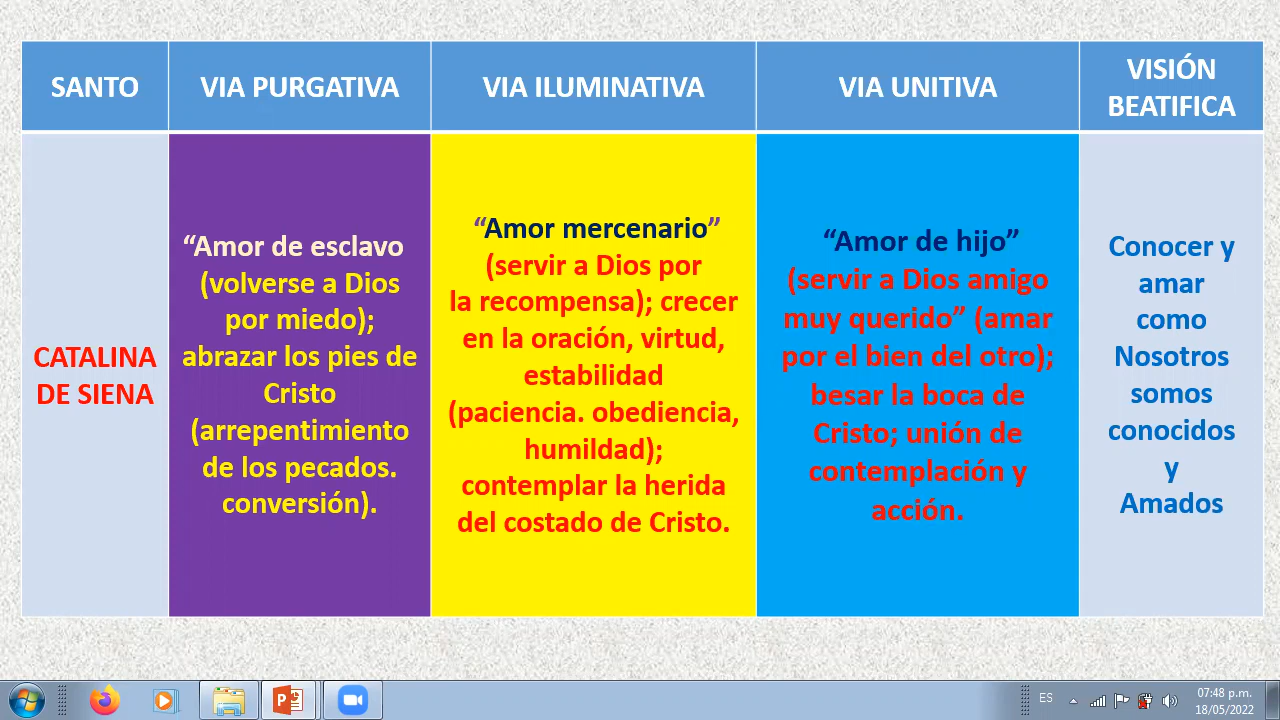 SANTO
VIA PURGATIVA
VIA ILUMINATIVA
VIA UNITIVA
VISIÓN
BEATIFICA
CATALINA
DE SIENA
“Amor de esclavo
(volverse a Dios
por miedo);
abrazar los pies de
Cristo
(arrepentimiento
de los pecados.
conversión).
“Amor mercenario”
(servir a Dios por
la recompensa); crecer
en la oración, virtud,
estabilidad
(paciencia. obediencia,
humildad);
contemplar la herida
del costado de Cristo.
“Amor de hijo”
(servir a Dios amigo
muy querido” (amar
por el bien del otro);
besar la boca de
Cristo; unión de
contemplación y
acción.
Conocer y
amar
como
Nosotros
somos
conocidos
y
Amados
ES
07:48 p.m.
18/05/2022